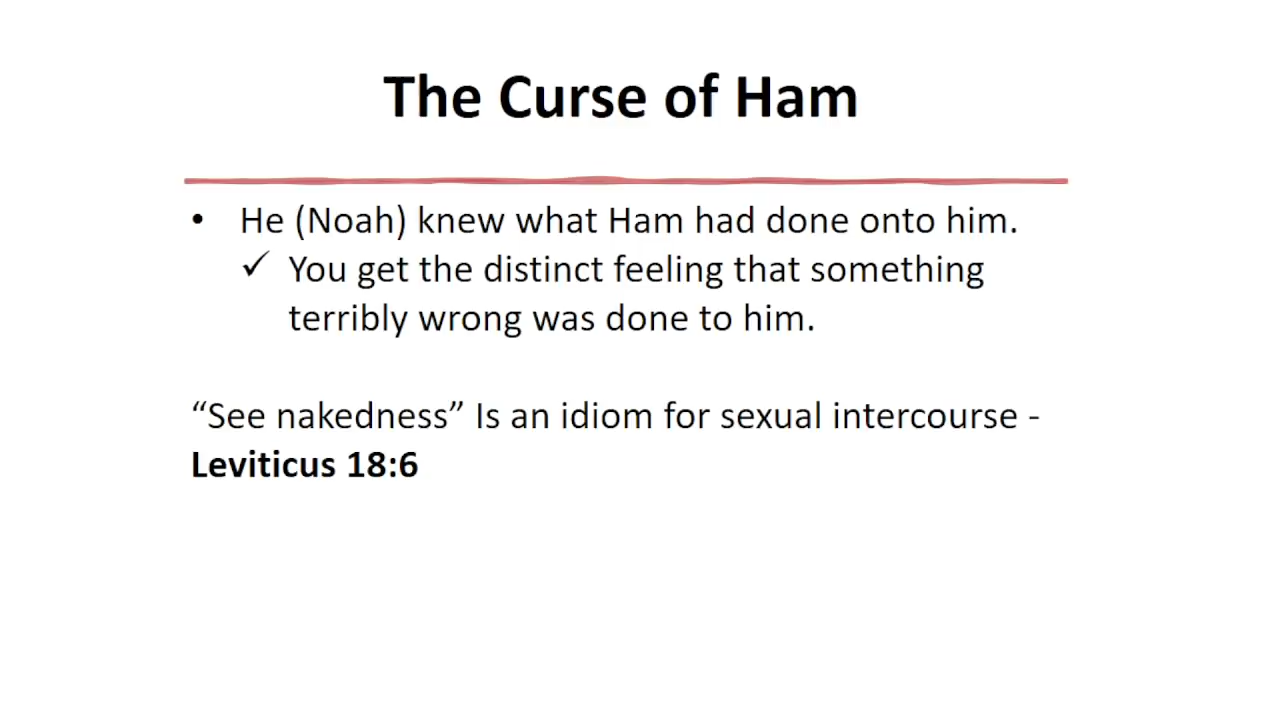 The Curse of Ham
• He (Noah) knew what Ham had done onto him.
✓ You get the distinct feeling that something
terribly wrong was done to him.
“See nakedness” Is an idiom for sexual intercourse -
Leviticus 18:6